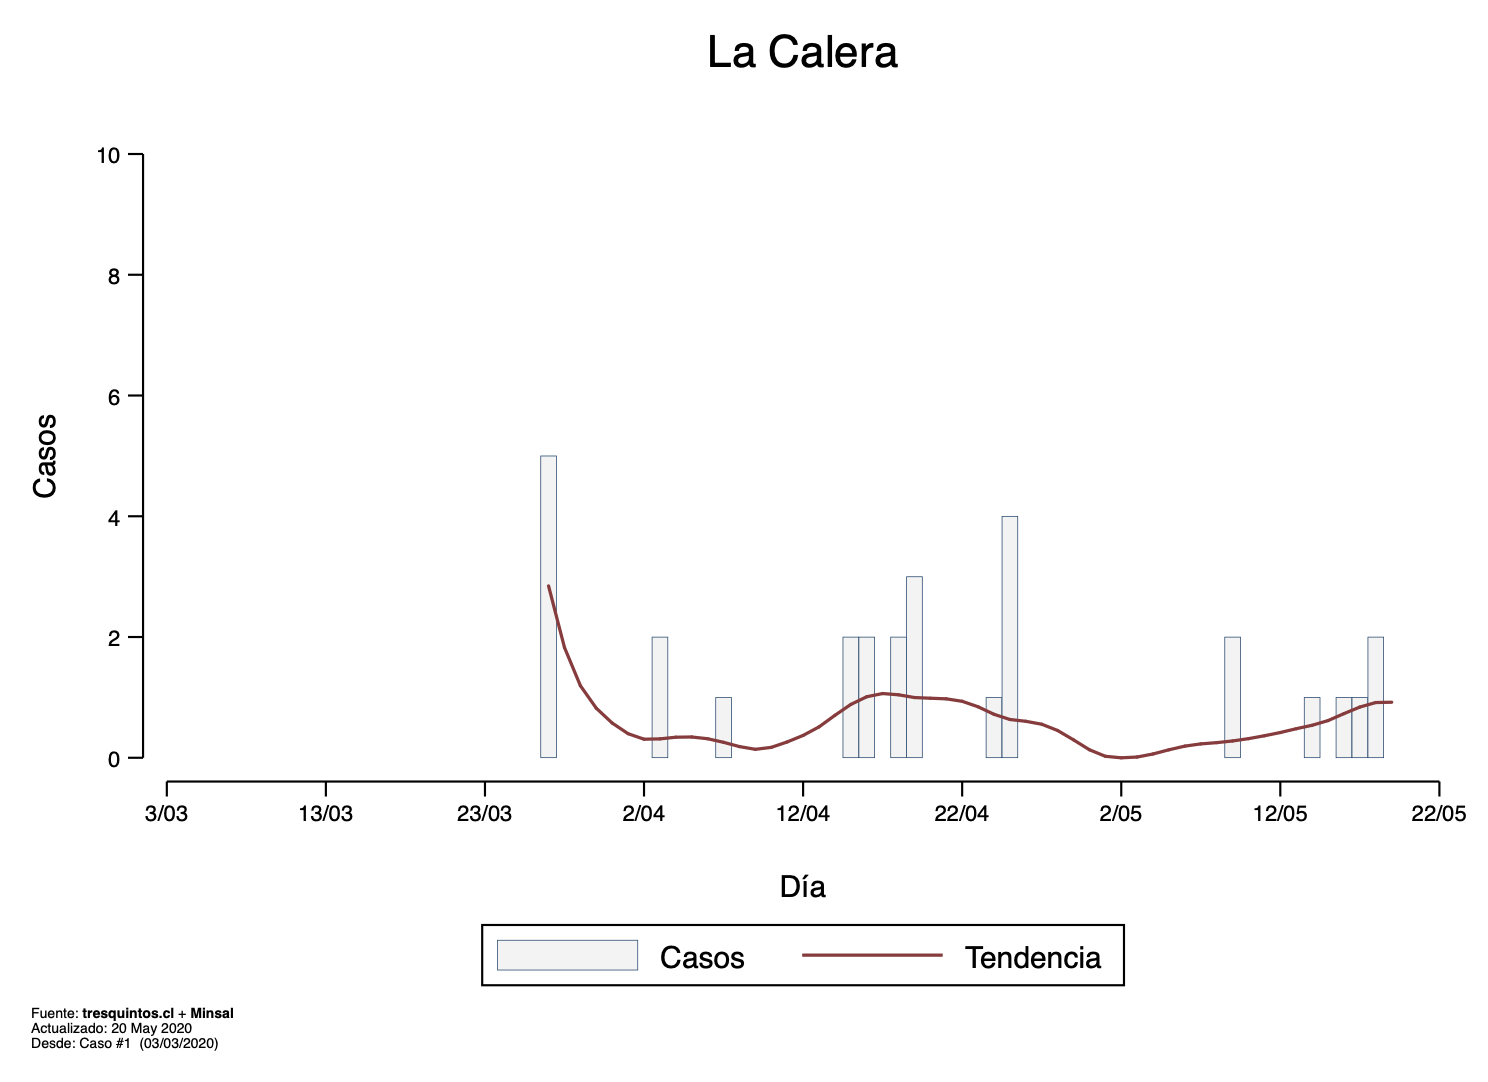 La Calera
10
8
6
4
2
0
Casos
3/03 13/03 23/03 2/04 12/04 22/04 2/05 12/05 22/05
Día
Casos Tendencia
Fuente: tresquintos.cl + Minsal
Actualizado: 20 May 2020
Desde: Caso #1 (03/03/2020)